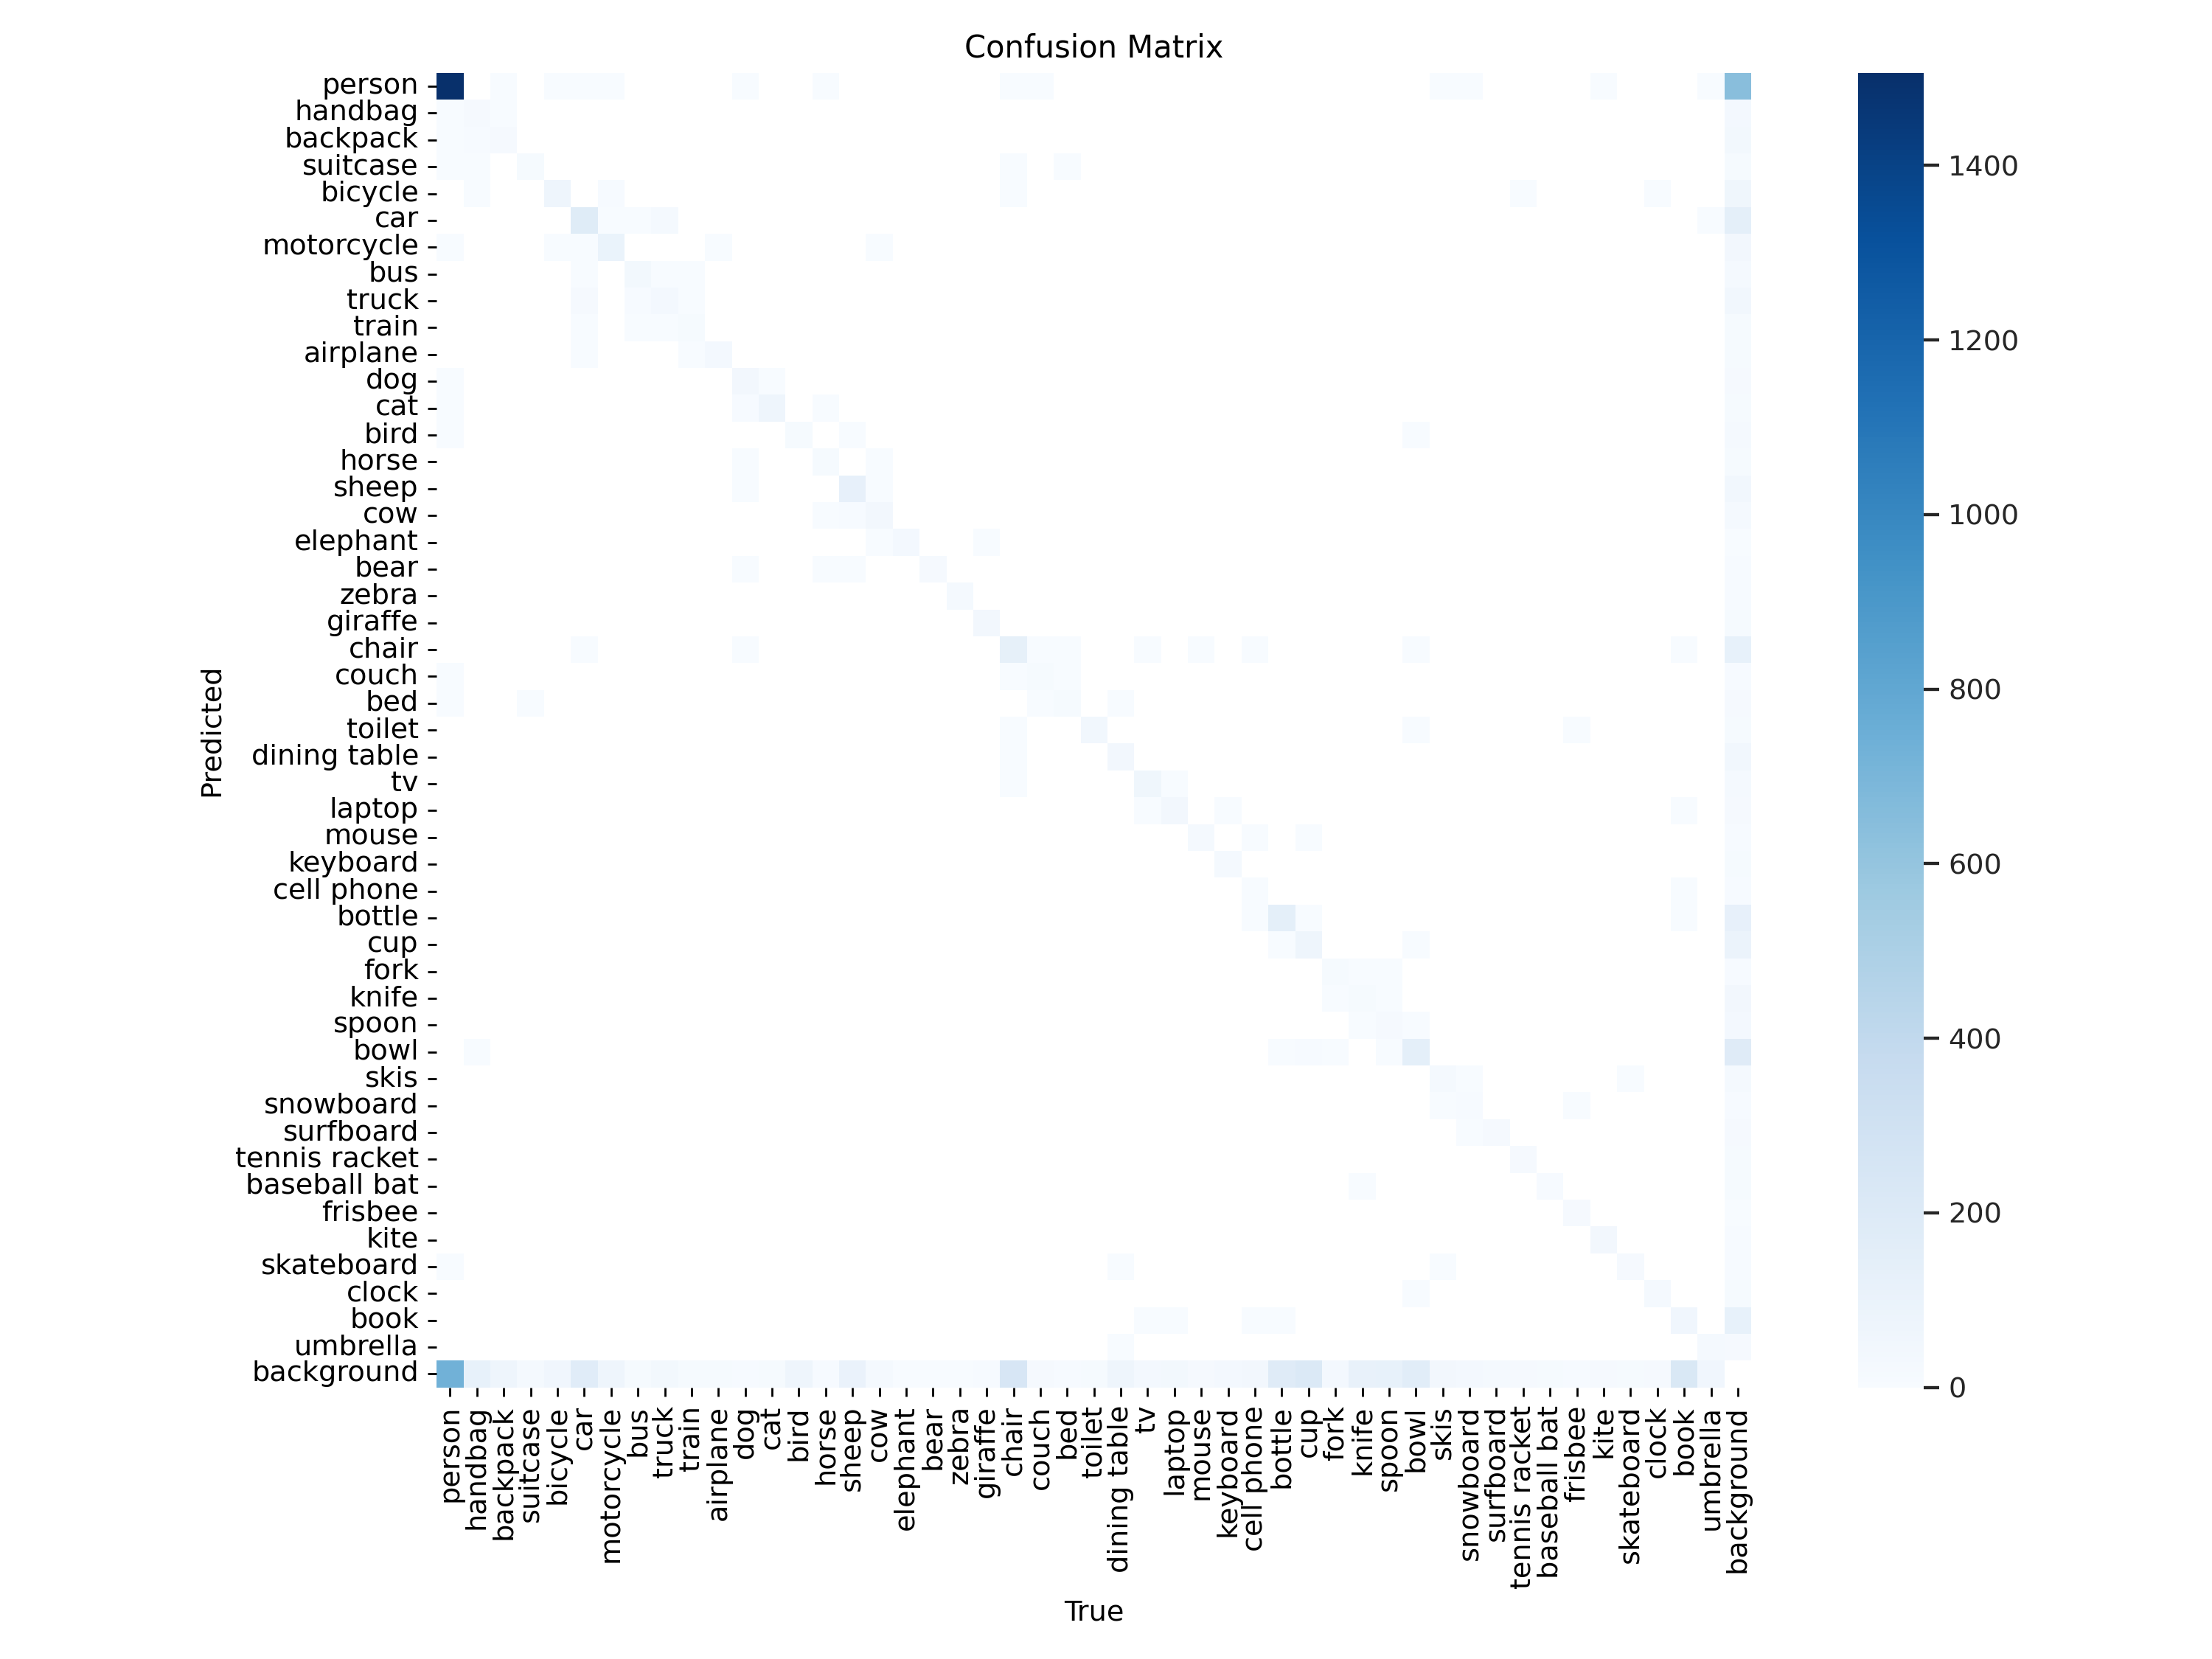 Confusion Matrix
person
handbag
backpack
suitcase
bicycle
car
motorcycle
bus
truck
train
airplane
dog
cat
bird
horse
sheep
cow
elephant
bear
zebra
giraffe
chair
couch
bed
toilet
dining table
tv
laptop
mouse
keyboard
cell phone
bottle
cup
fork
knife
spoon
bowl
skis
snowboard
surfboard
tennis racket
baseball bat
frisbee
kite
skateboard
clock
book
umbrella
background
Predicted
person
handbag
backpack
suitcase
bicycle
car
motorcycle
bus
truck
train
airplane
dog
cat
bird
horse
sheep
cow
elephant
bear
zebra
giraffe
chair
couch
bed
toilet
dining table
tv
laptop
mouse
keyboard
cell phone
bottle
cup
fork
knife
spoon
bowl
skis
snowboard
surfboard
tennis racket
baseball bat
frisbee
kite
skateboard
clock
book
umbrella
background
True
1400
1200
1000
800
600
400
200
0